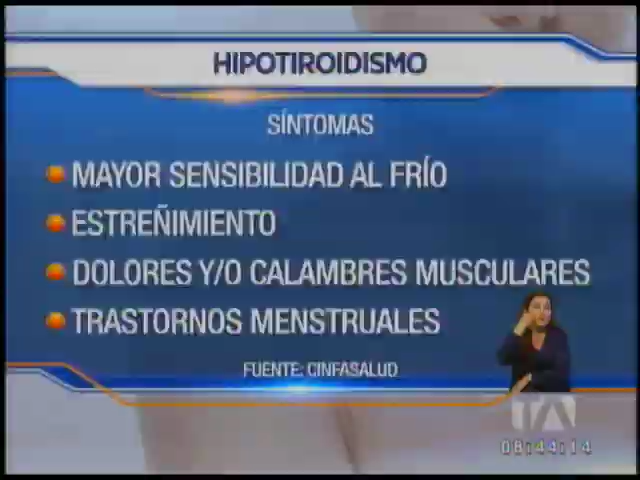 HIPOTIROIDISMO
SÍNTOMAS
MAYOR SENSIBILIDAD AL FRÍO
ESTREÑIMIENTO
DOLORES Y/O CALAMBRES MUSCULARES
TRASTORNOS MENSTRUALES
FUENTE: CINFASALUD
08:44:14